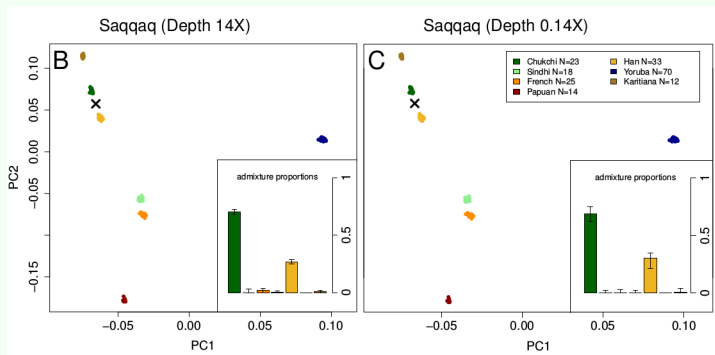 Saqqaq (Depth 14X)
Saqqaq (Depth 0.14X)
B
C
Chukchi N=23
Sindhi N=18
French N=25
Papuan N=14
Han N=33
Yoruba N=70
Karitiana N=12
PC2
0.10
0.05
0.00
−0.05
−0.15
admixture proportions
1
0.5
0
admixture proportions
1
0.5
0
−0.05
0.00
0.05
0.10
−0.05
0.00
0.05
0.10
PC1
PC1